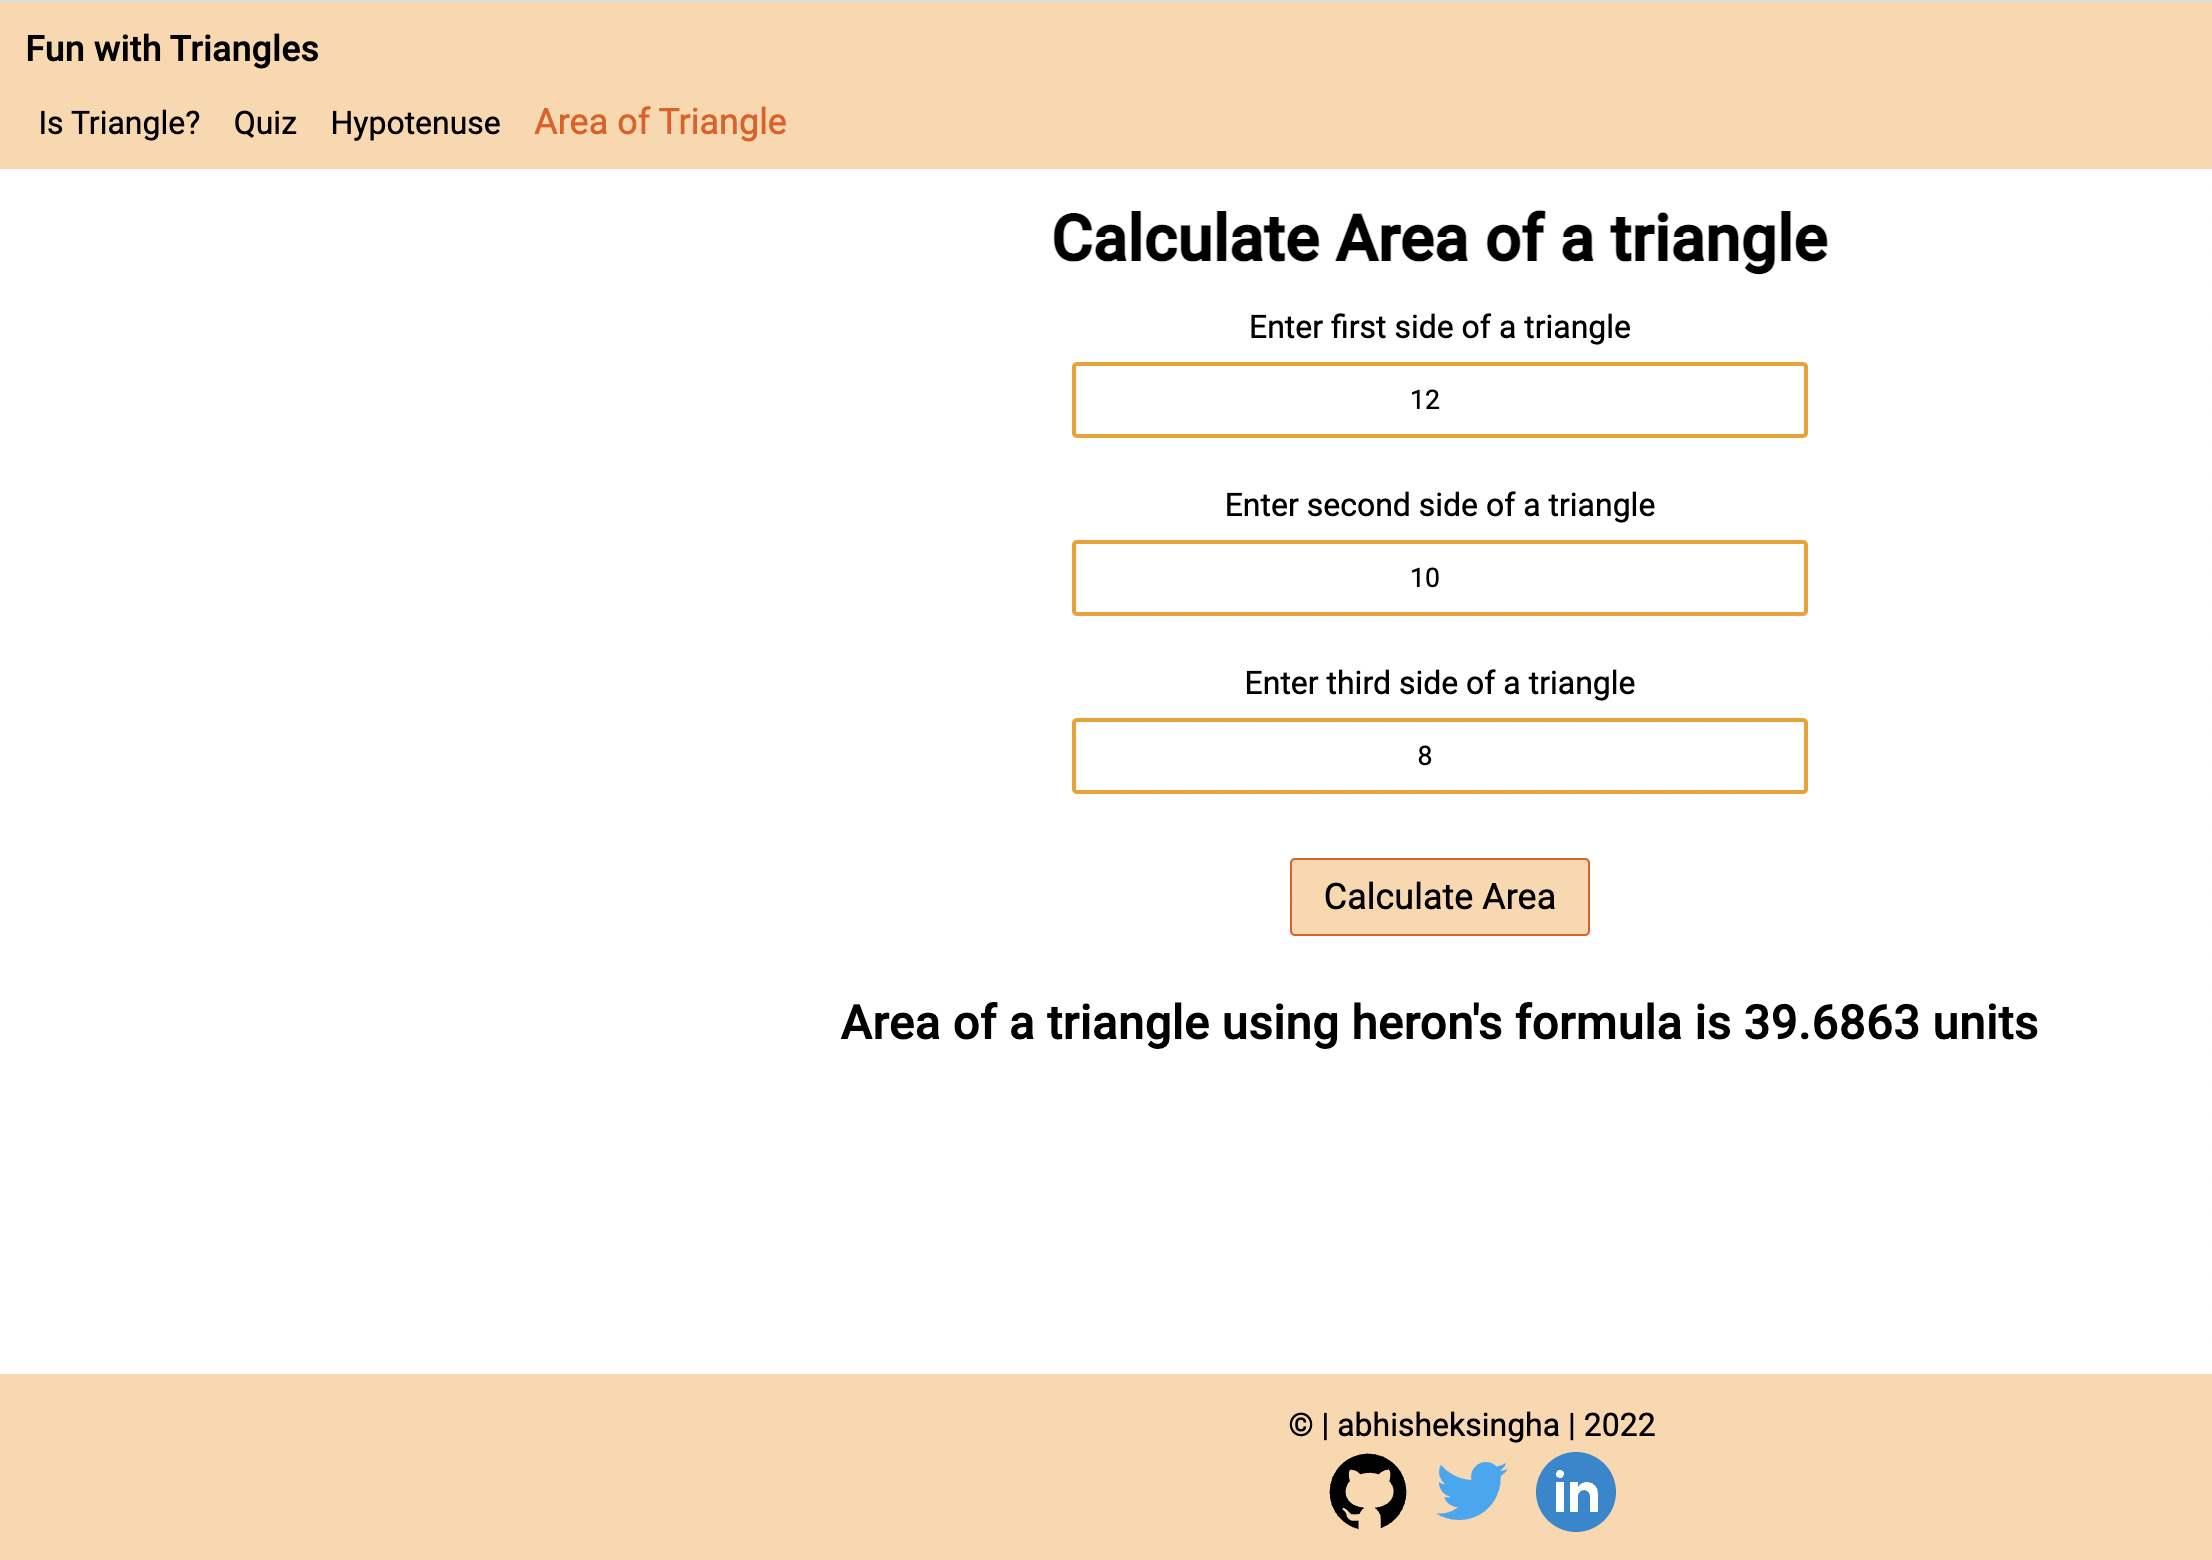 Fun with Triangles
Is Triangle? Quiz Hypotenuse Area of Triangle
Calculate Area of a triangle
Enter first side of a triangle
12
Enter second side of a triangle
10
Enter third side of a triangle
8
Calculate Area
Area of a triangle using heron's formula is 39.6863 units
© | abhisheksingha | 2022
in